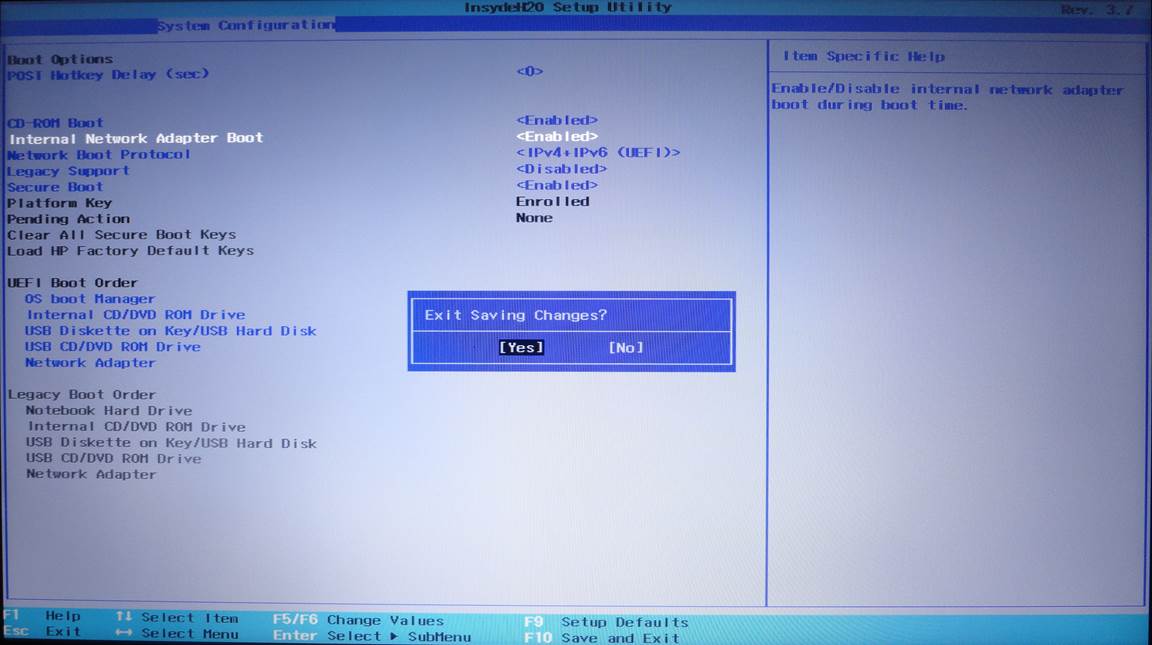 InsydeH2O Setup Utility
Rev. 3.7
System Configuration
Boot Options
POST Hotkey Delay (sec) <0>
CD-ROM Boot <Enabled>
Internal Network Adapter Boot <Enabled>
Network Boot Protocol <IPv4+IPv6 (UEFI)>
Legacy Support <Disabled>
Secure Boot <Enabled>
Platform Key Enrolled
Pending Action None
Clear All Secure Boot Keys
Load HP Factory Default Keys
UEFI Boot Order
OS boot Manager
Internal CD/DVD ROM Drive
USB Diskette on Key/USB Hard Disk
USB CD/DVD ROM Drive
Network Adapter
Legacy Boot Order
Notebook Hard Drive
Internal CD/DVD ROM Drive
USB Diskette on Key/USB Hard Disk
USB CD/DVD ROM Drive
Network Adapter
Exit Saving Changes?
[Yes] [No]
Item Specific Help
Enable/Disable internal network adapter
boot during boot time.
F1 Help ↑↓ Select Item F5/F6 Change Values F9 Setup Defaults
Esc Exit ↔ Select Menu Enter Select ▸ SubMenu F10 Save and Exit